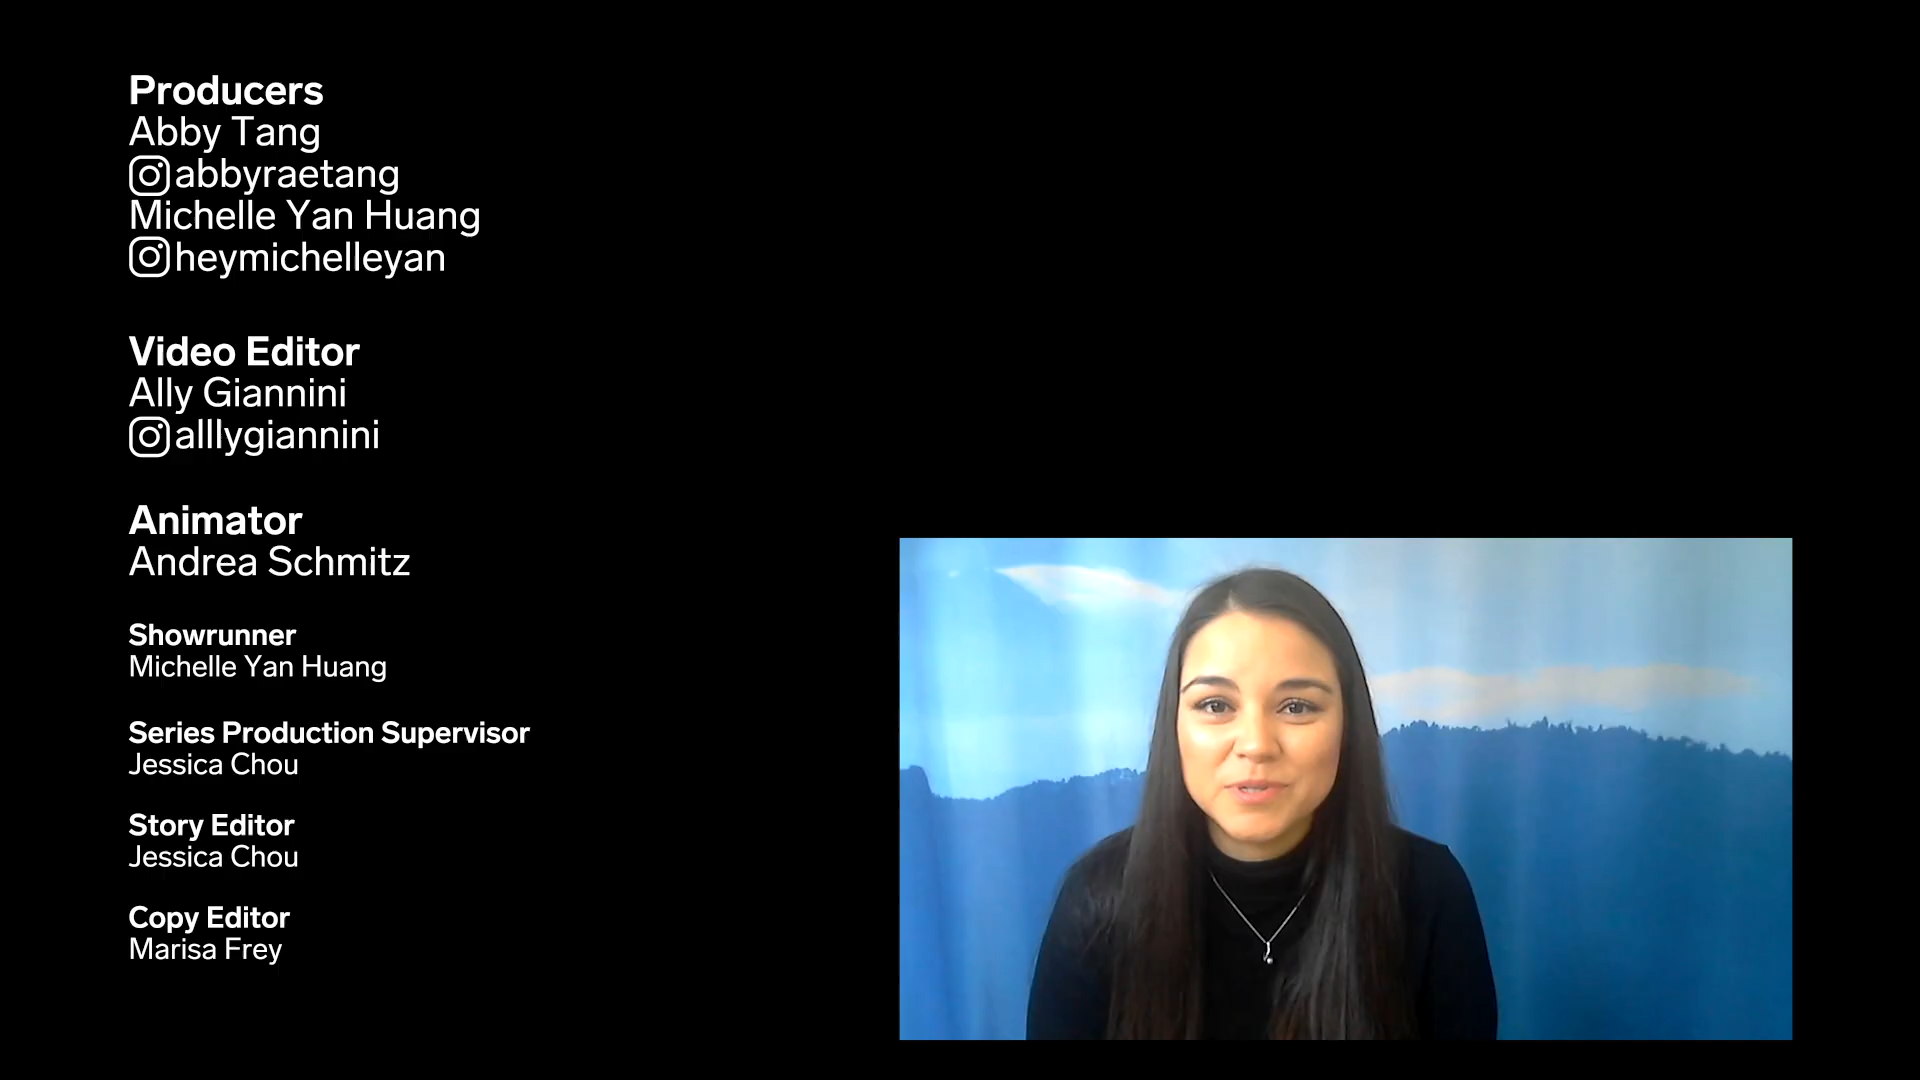 Producers
Abby Tang
abbyraetang
Michelle Yan Huang
heymichelleyan
Video Editor
Ally Giannini
alllygiannini
Animator
Andrea Schmitz
Showrunner
Michelle Yan Huang
Series Production Supervisor
Jessica Chou
Story Editor
Jessica Chou
Copy Editor
Marisa Frey